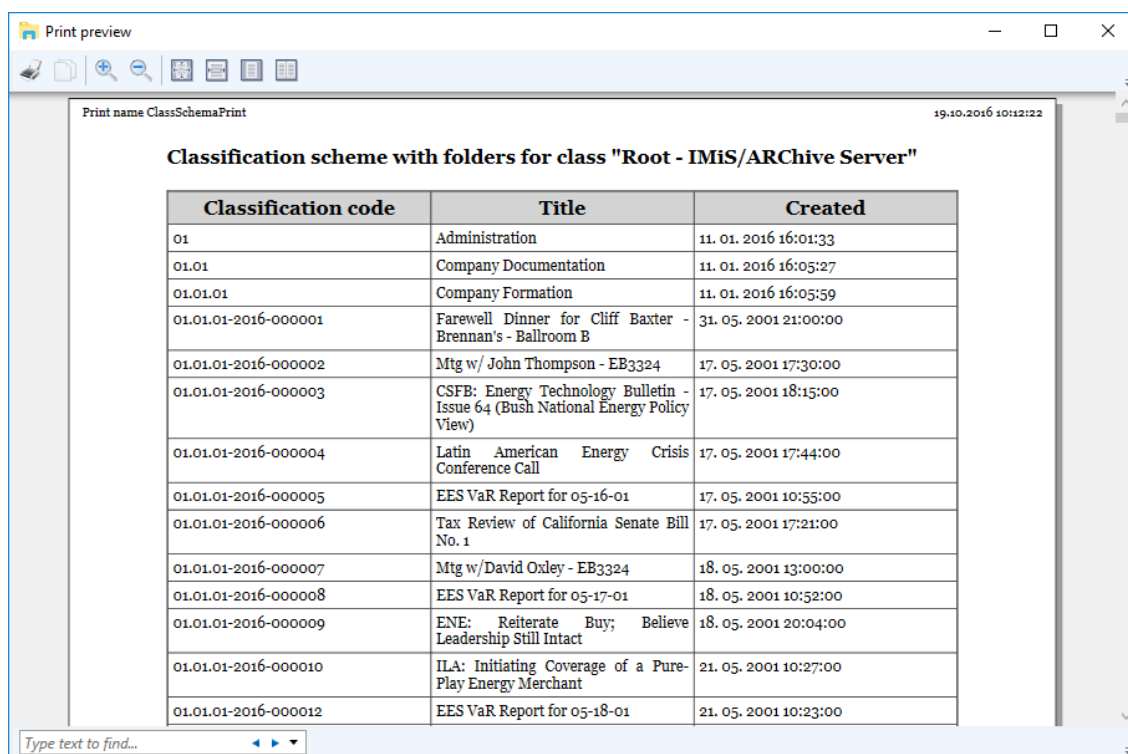 Print preview
Print name ClassSchemaPrint 19.10.2016 10:12:22
Classification scheme with folders for class "Root - IMiS/ARChive Server"
Classification code Title Created
01 Administration 11. 01. 2016 16:01:33
01.01 Company Documentation 11. 01. 2016 16:05:27
01.01.01 Company Formation 11. 01. 2016 16:05:59
01.01.01-2016-000001 Farewell Dinner for Cliff Baxter - 31. 05. 2001 21:00:00
Brennan's - Ballroom B
01.01.01-2016-000002 Mtg w/ John Thompson - EB3324 17. 05. 2001 17:30:00
01.01.01-2016-000003 CSFB: Energy Technology Bulletin - 17. 05. 2001 18:15:00
Issue 64 (Bush National Energy Policy
View)
01.01.01-2016-000004 Latin American Energy Crisis 17. 05. 2001 17:44:00
Conference Call
01.01.01-2016-000005 EES VaR Report for 05-16-01 17. 05. 2001 10:55:00
01.01.01-2016-000006 Tax Review of California Senate Bill 17. 05. 2001 17:21:00
No. 1
01.01.01-2016-000007 Mtg w/David Oxley - EB3324 18. 05. 2001 13:00:00
01.01.01-2016-000008 EES VaR Report for 05-17-01 18. 05. 2001 10:52:00
01.01.01-2016-000009 ENE: Reiterate Buy; Believe 18. 05. 2001 20:04:00
Leadership Still Intact
01.01.01-2016-000010 ILA: Initiating Coverage of a Pure- 21. 05. 2001 10:27:00
Play Energy Merchant
01.01.01-2016-000012 EES VaR Report for 05-18-01 21. 05. 2001 10:23:00
Type text to find...